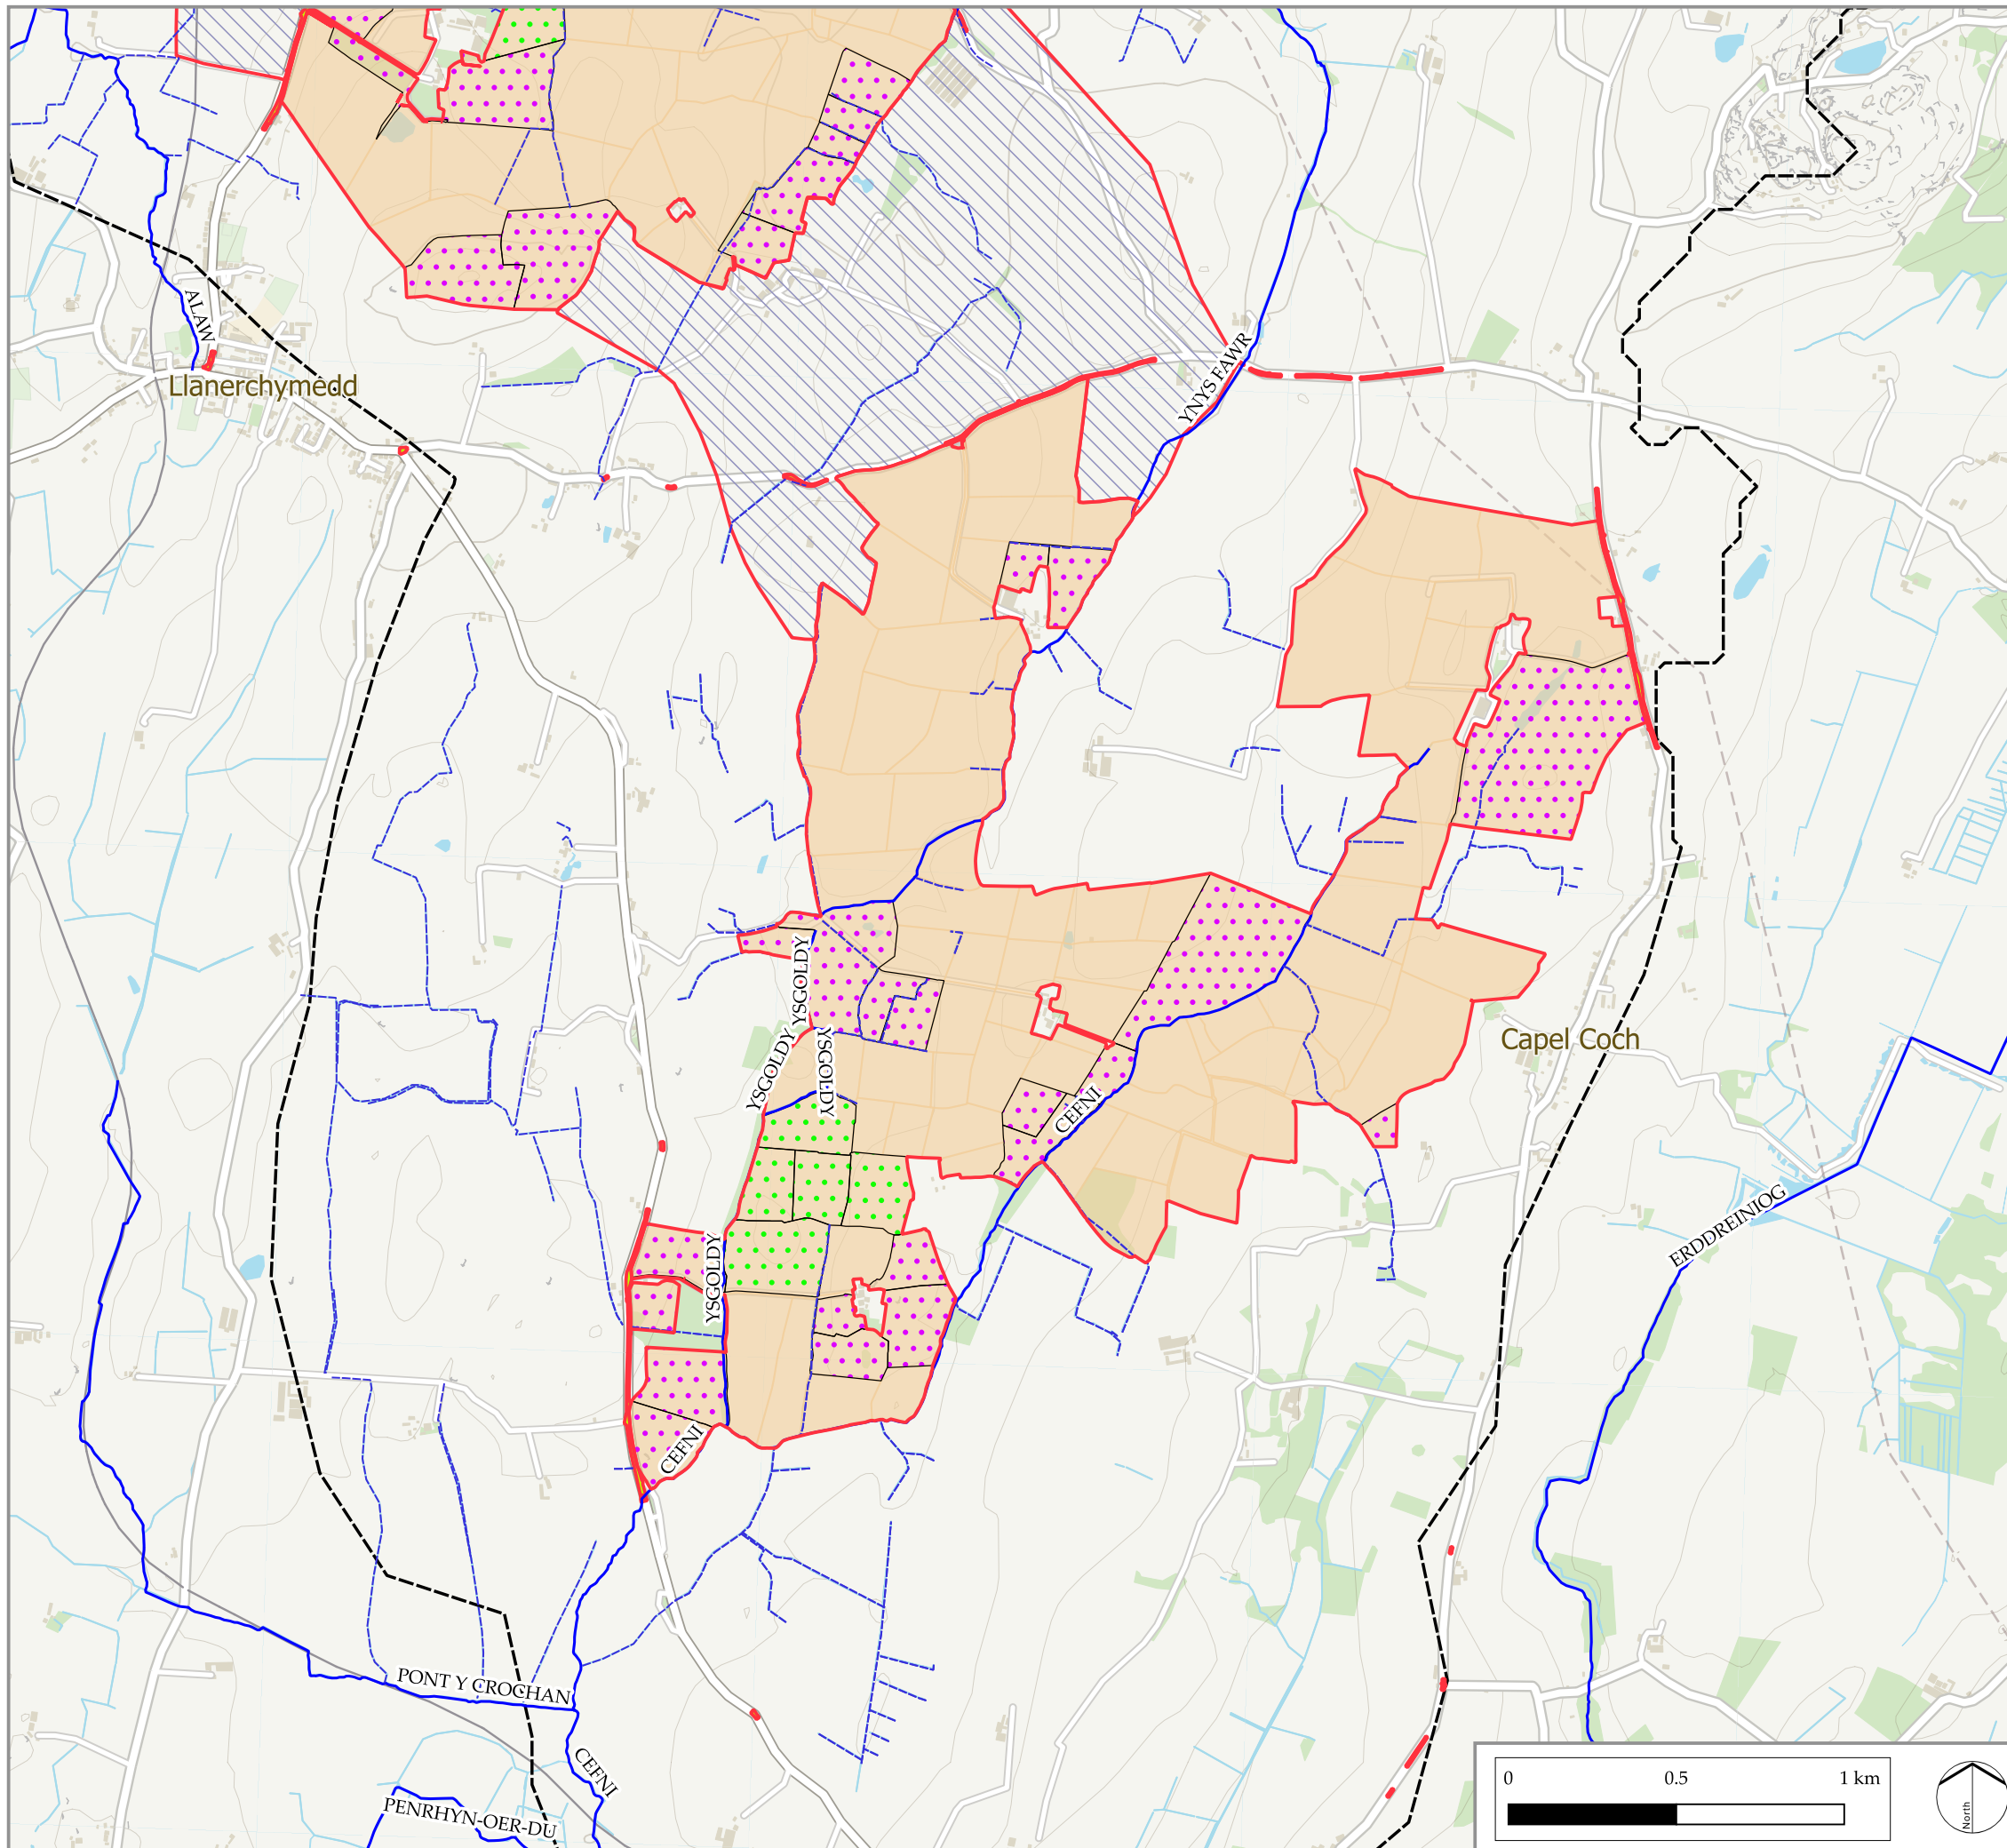 ALAW
YNYS FAWR
Llanerchymedd
YSGOLDY
YSGOLDY
YSGOLDY
Capel Coch
CEFNI
ERDDREINIOG
YSGOLDY
CEFNI
PONT Y CROCHAN
CEFNI
PENRHYN-OER-DU
0 0.5 1 km
North